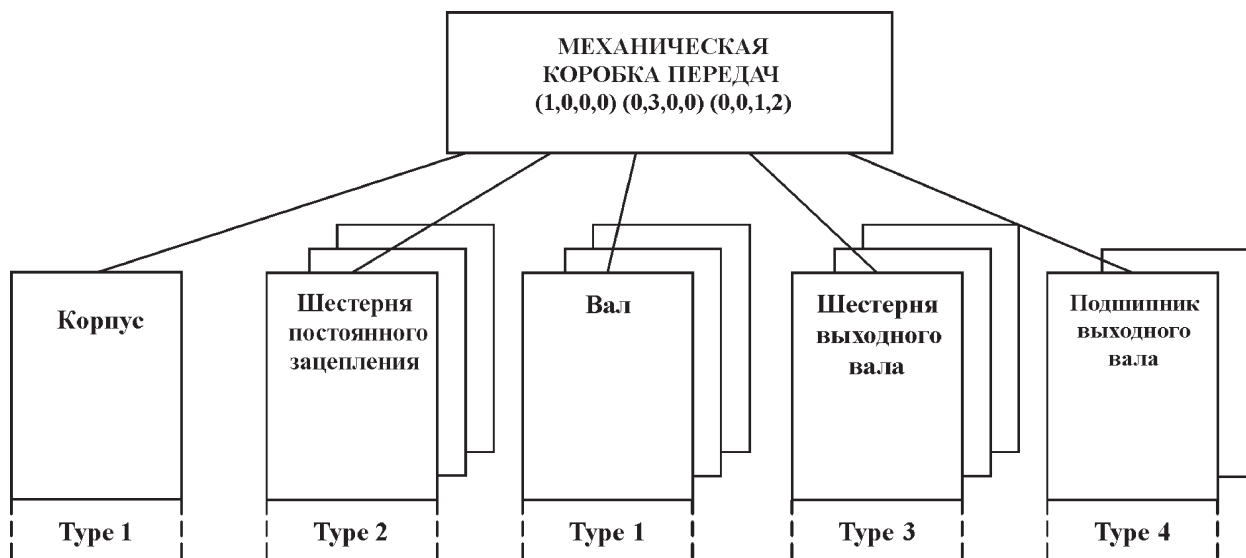 МЕХАНИЧЕСКАЯ
КОРОБКА ПЕРЕДАЧ
(1,0,0,0) (0,3,0,0) (0,0,1,2)
Корпус
Шестерня
постоянного
зацепления
Вал
Шестерня
выходного
вала
Подшипник
выходного
вала
Type 1
Type 2
Type 1
Type 3
Type 4